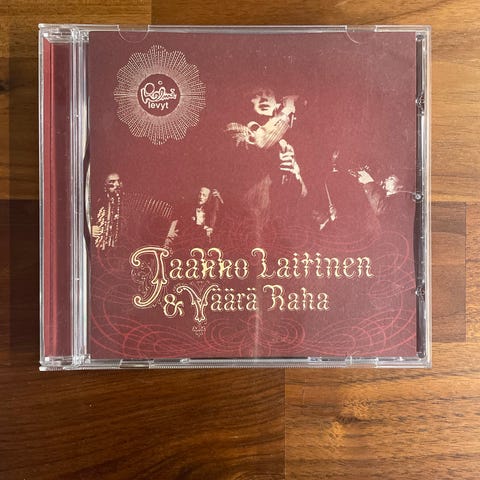 levyt
Jaakko Laitinen
& Väärä Raha